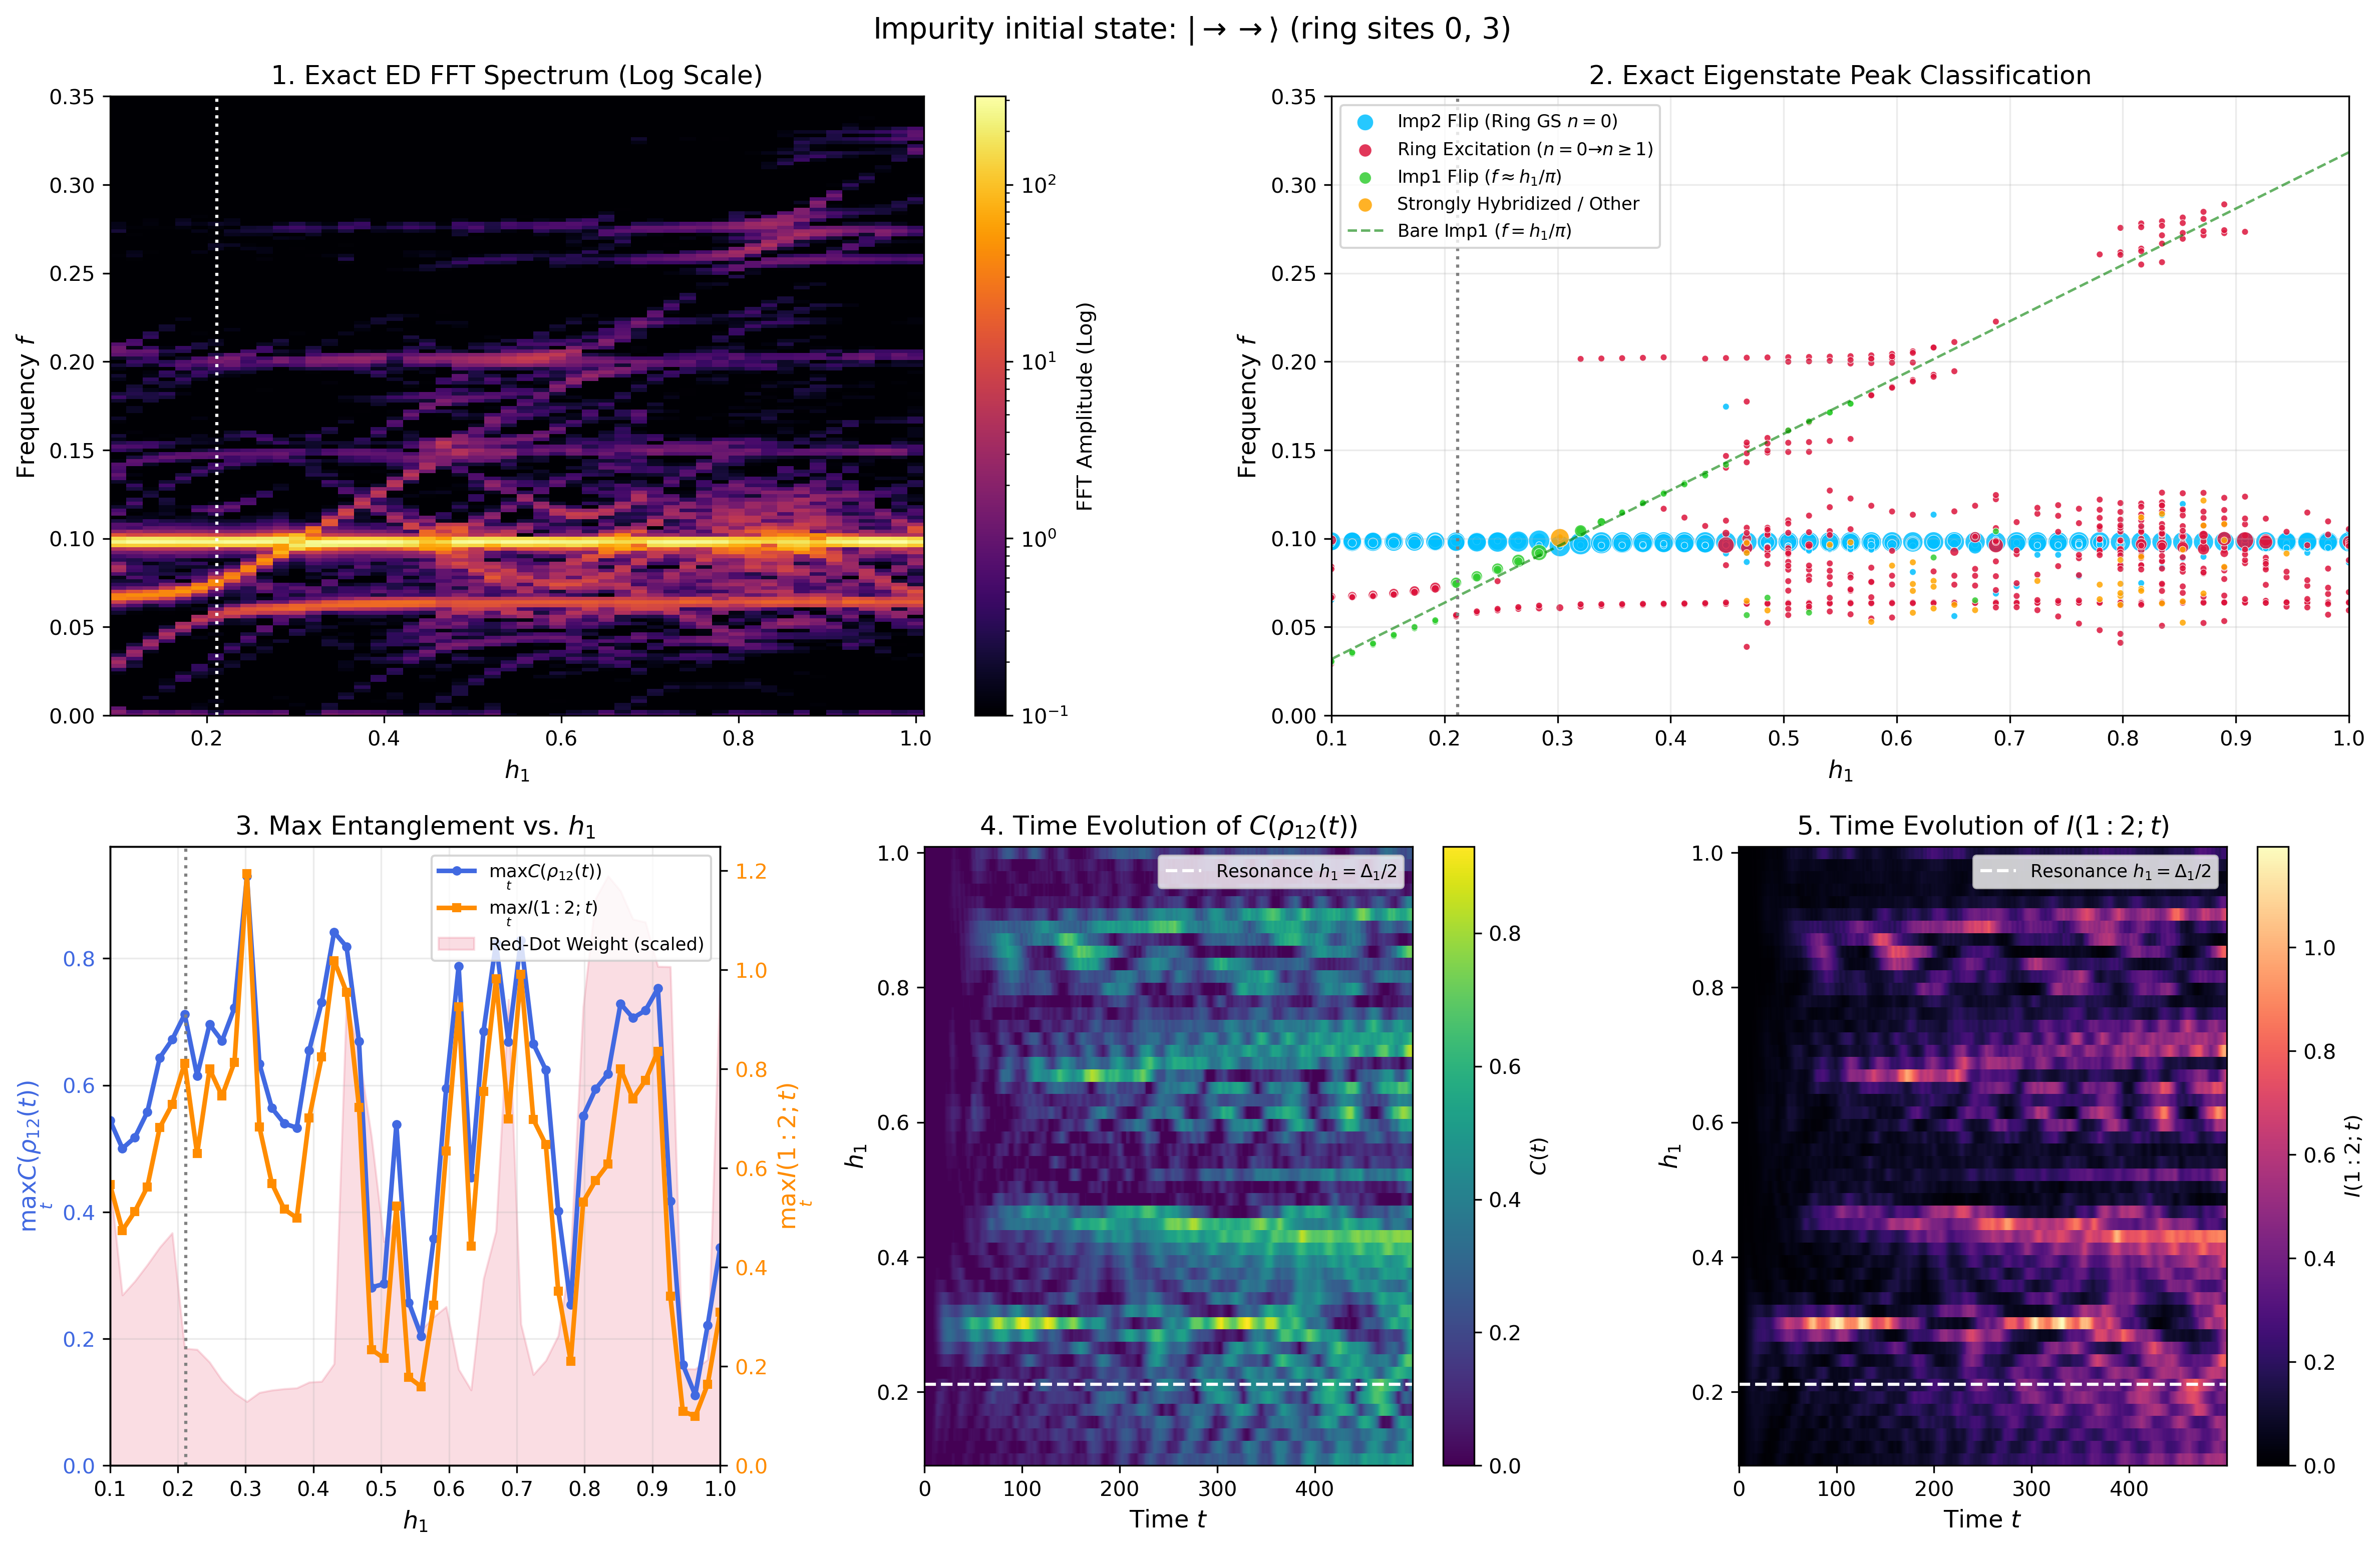 Impurity initial state: |→→⟩ (ring sites 0, 3)
1. Exact ED FFT Spectrum (Log Scale)
0.35
0.30
0.25
0.20
0.15
0.10
0.05
0.00
Frequency f
0.2
0.4
0.6
0.8
1.0
h₁
10²
10¹
10⁰
10⁻¹
FFT Amplitude (Log)
2. Exact Eigenstate Peak Classification
0.35
0.30
0.25
0.20
0.15
0.10
0.05
0.00
Frequency f
Imp2 Flip (Ring GS n = 0)
Ring Excitation (n = 0→n ≥ 1)
Imp1 Flip (f ≈ h₁/π)
Strongly Hybridized / Other
Bare Imp1 (f = h₁/π)
0.1
0.2
0.3
0.4
0.5
0.6
0.7
0.8
0.9
1.0
h₁
3. Max Entanglement vs. h₁
0.8
0.6
0.4
0.2
0.0
max C(ρ₁₂(t))
t
max C(ρ₁₂(t))
t
max I(1 : 2; t)
t
Red-Dot Weight (scaled)
1.2
1.0
0.8
0.6
0.4
0.2
0.0
max I(1 : 2; t)
t
0.1
0.2
0.3
0.4
0.5
0.6
0.7
0.8
0.9
1.0
h₁
4. Time Evolution of C(ρ₁₂(t))
Resonance h₁ = Δ₁/2
1.0
0.8
0.6
0.4
0.2
h₁
0
100
200
300
400
Time t
0.8
0.6
0.4
0.2
0.0
C(t)
5. Time Evolution of I(1 : 2; t)
Resonance h₁ = Δ₁/2
1.0
0.8
0.6
0.4
0.2
h₁
0
100
200
300
400
Time t
1.0
0.8
0.6
0.4
0.2
0.0
I(1 : 2; t)